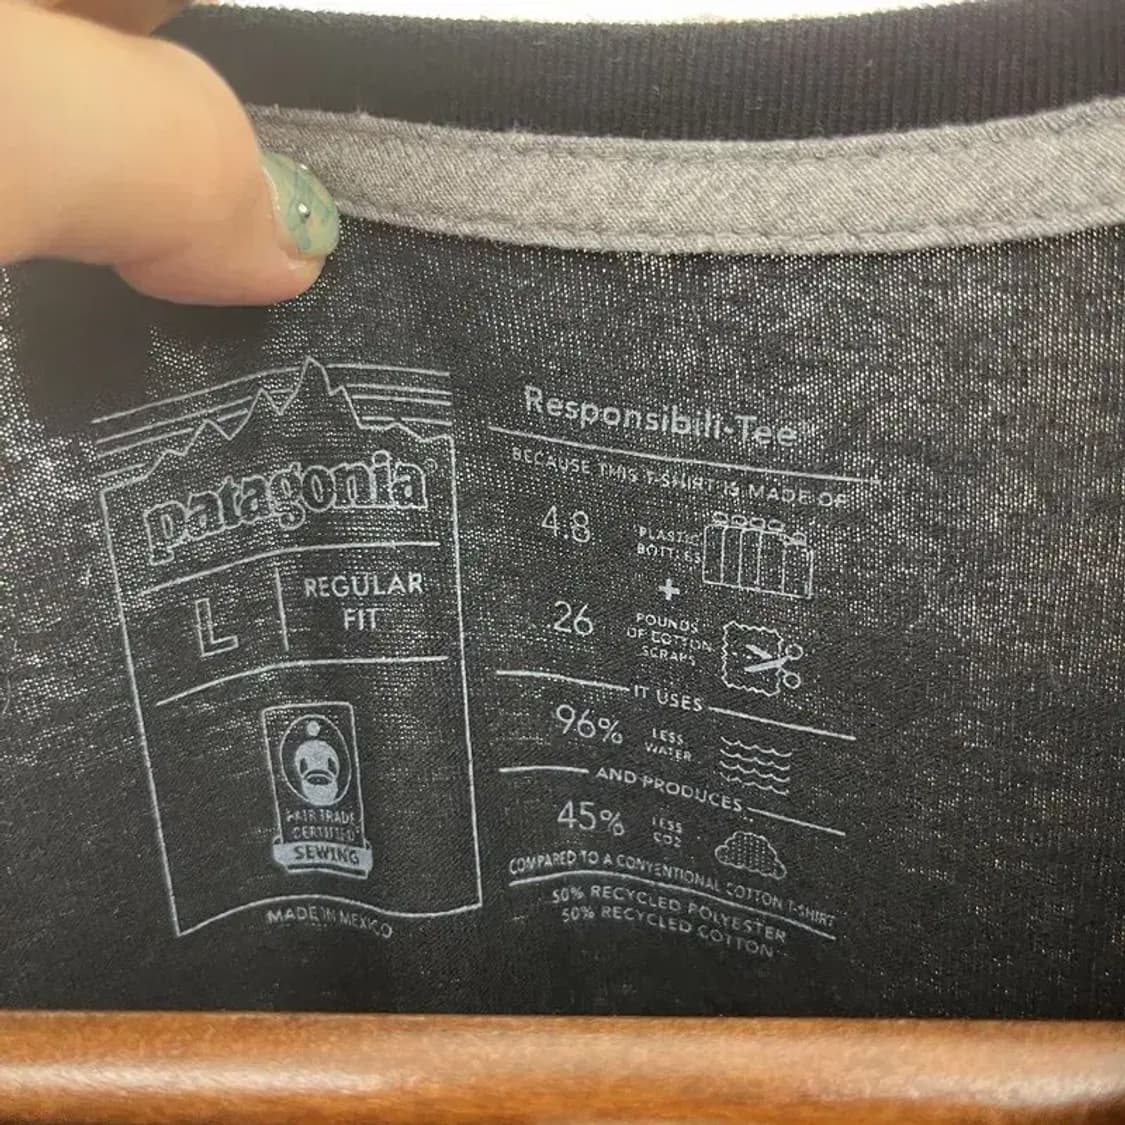 patagonia®
L
REGULAR
FIT
FAIR TRADE
CERTIFIED
SEWING
MADE IN MEXICO
Responsibili-Tee
BECAUSE THIS T-SHIRT IS MADE OF
4.8
PLASTIC
BOTTLES
+
26
POUNDS
OF COTTON
SCRAPS
IT USES
96%
LESS
WATER
AND PRODUCES
45%
LESS
CO2
COMPARED TO A CONVENTIONAL COTTON T-SHIRT
50% RECYCLED POLYESTER
50% RECYCLED COTTON